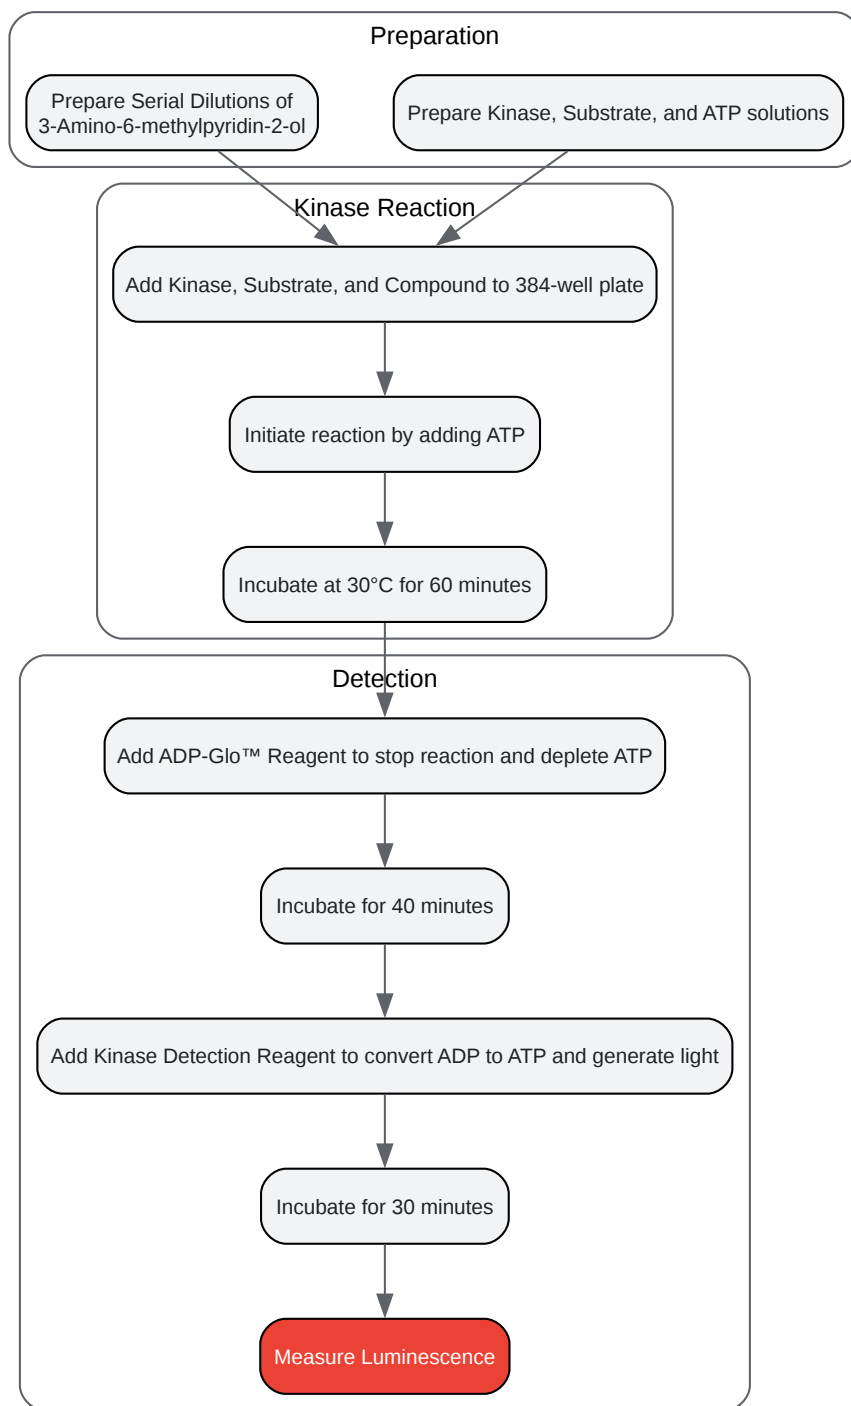 Preparation
Prepare Serial Dilutions of
3-Amino-6-methylpyridin-2-ol
Prepare Kinase, Substrate, and ATP solutions
Kinase Reaction
Add Kinase, Substrate, and Compound to 384-well plate
Initiate reaction by adding ATP
Incubate at 30°C for 60 minutes
Detection
Add ADP-Glo™ Reagent to stop reaction and deplete ATP
Incubate for 40 minutes
Add Kinase Detection Reagent to convert ADP to ATP and generate light
Incubate for 30 minutes
Measure Luminescence